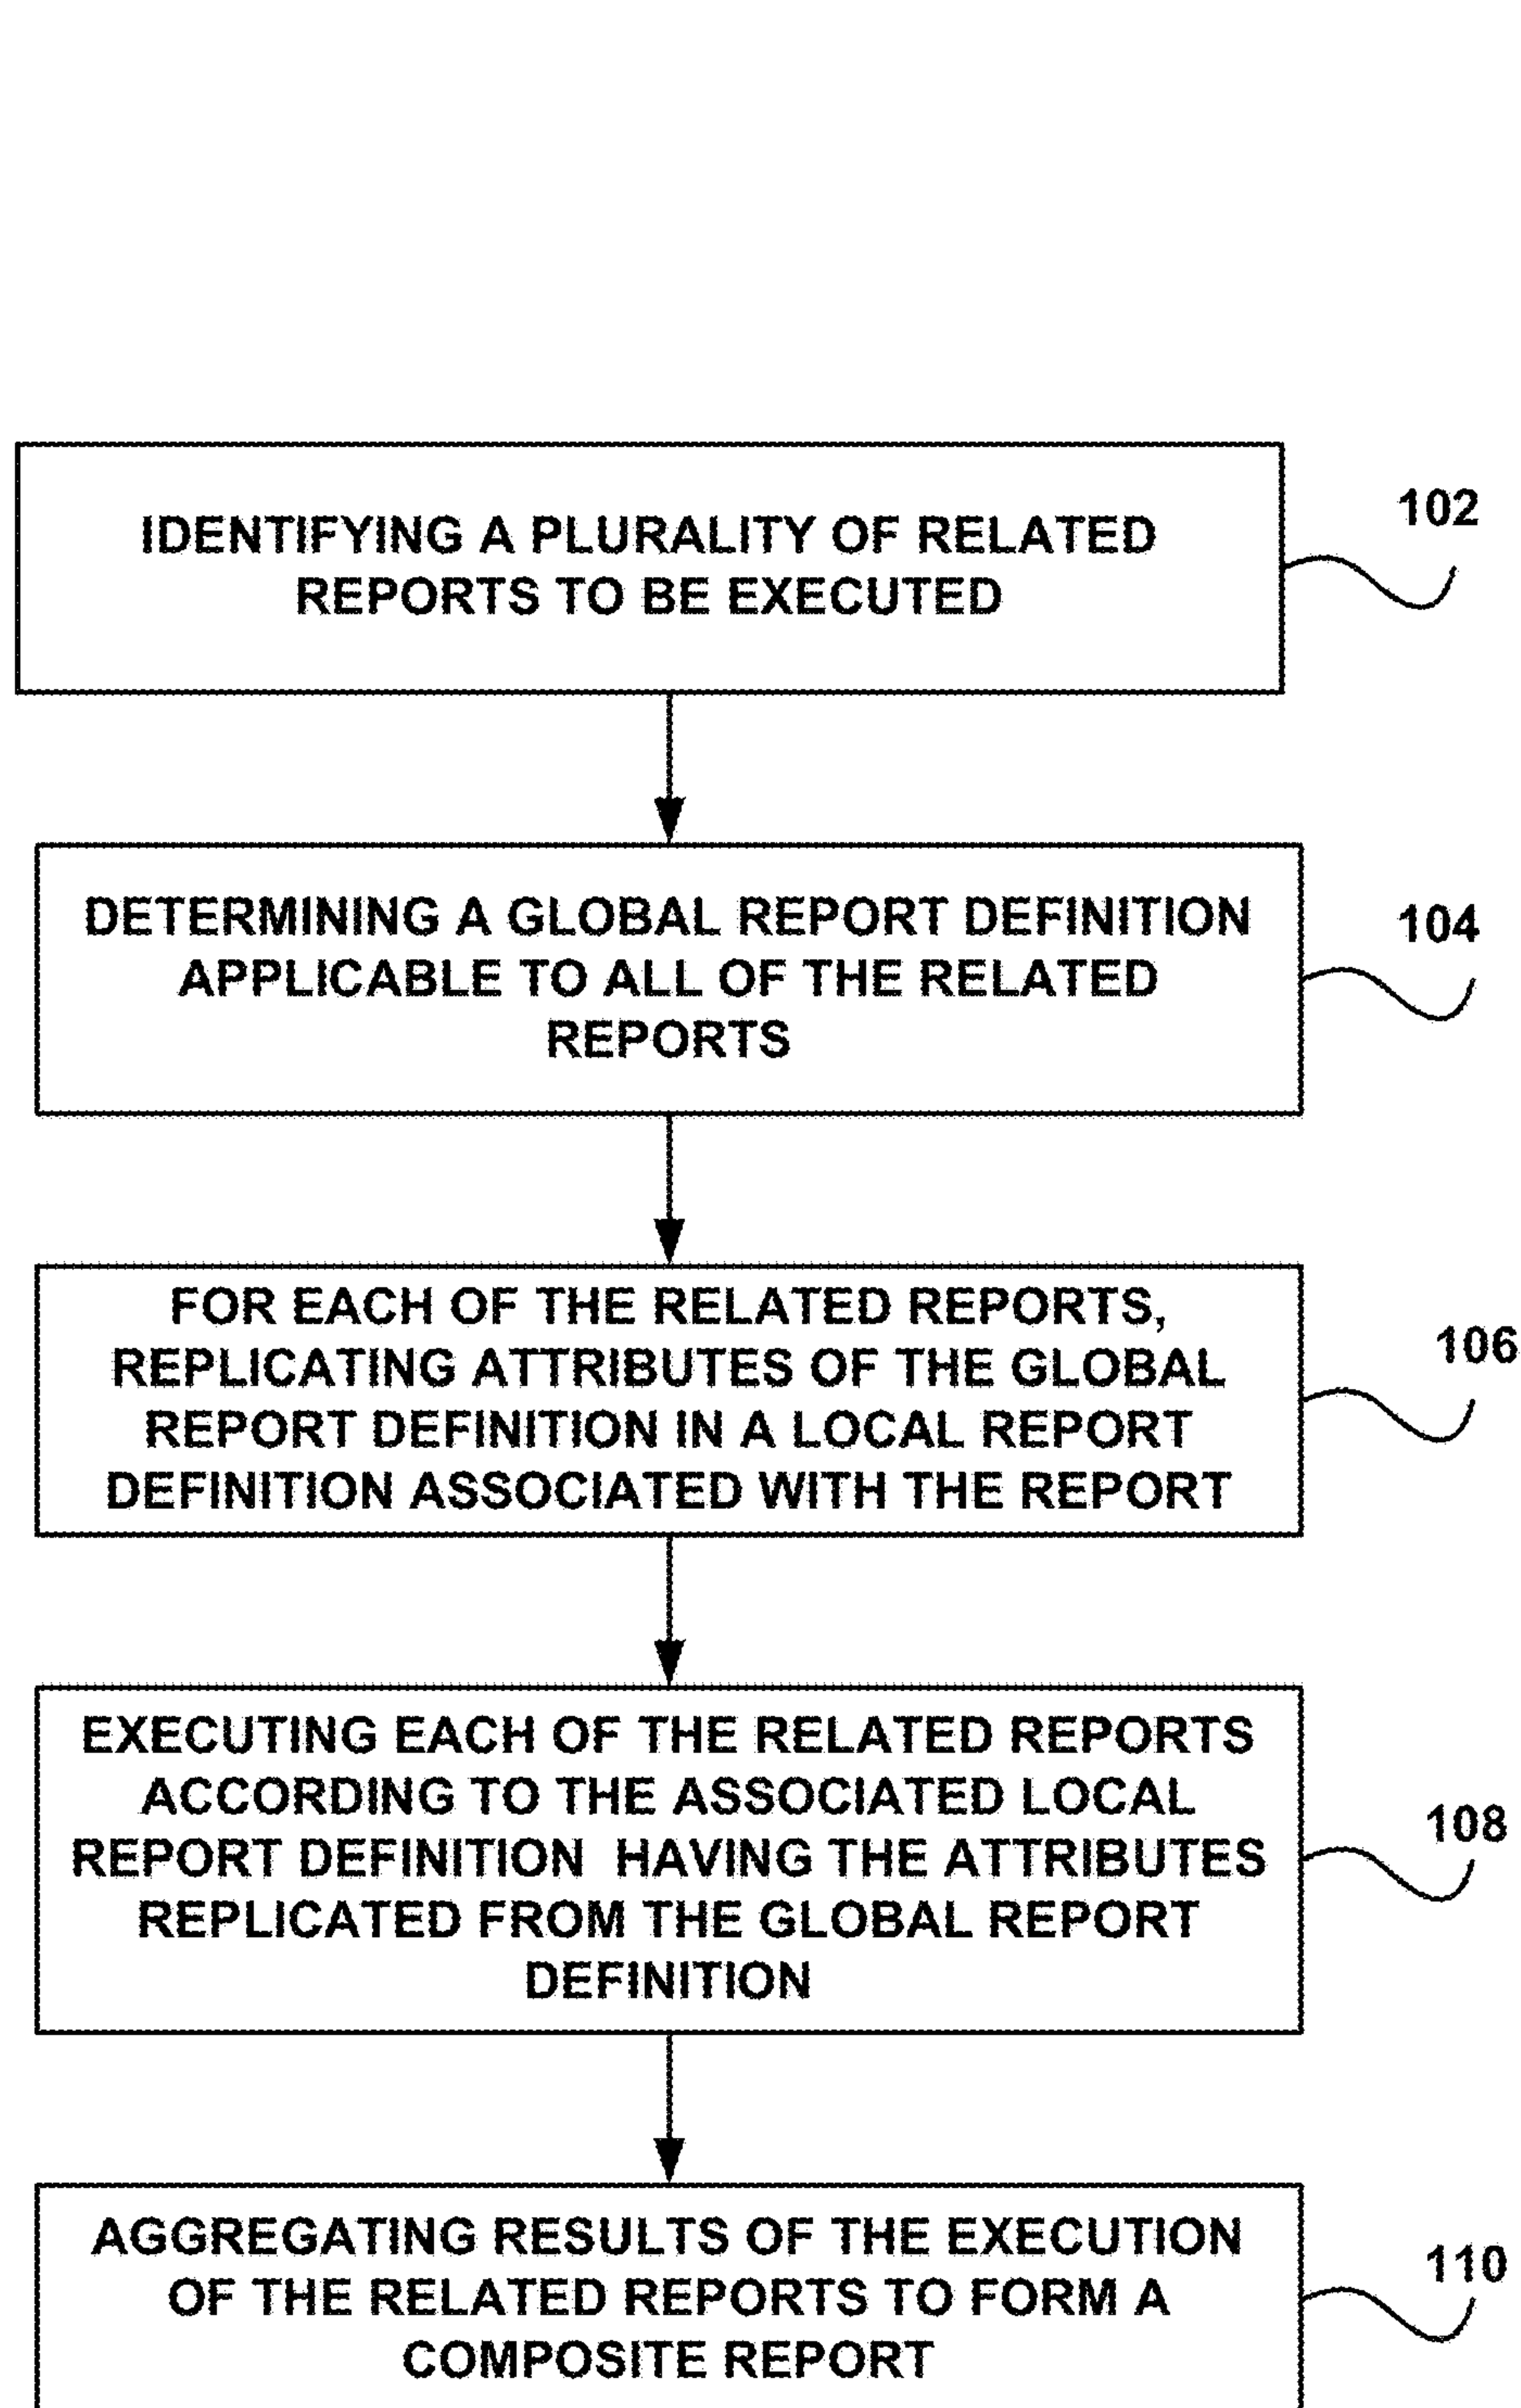 IDENTIFYING A PLURALITY OF RELATED
REPORTS TO BE EXECUTED
102
DETERMINING A GLOBAL REPORT DEFINITION
APPLICABLE TO ALL OF THE RELATED
REPORTS
104
FOR EACH OF THE RELATED REPORTS,
REPLICATING ATTRIBUTES OF THE GLOBAL
REPORT DEFINITION IN A LOCAL REPORT
DEFINITION ASSOCIATED WITH THE REPORT
106
EXECUTING EACH OF THE RELATED REPORTS
ACCORDING TO THE ASSOCIATED LOCAL
REPORT DEFINITION  HAVING THE ATTRIBUTES
REPLICATED FROM THE GLOBAL REPORT
DEFINITION
108
AGGREGATING RESULTS OF THE EXECUTION
OF THE RELATED REPORTS TO FORM A
COMPOSITE REPORT
110